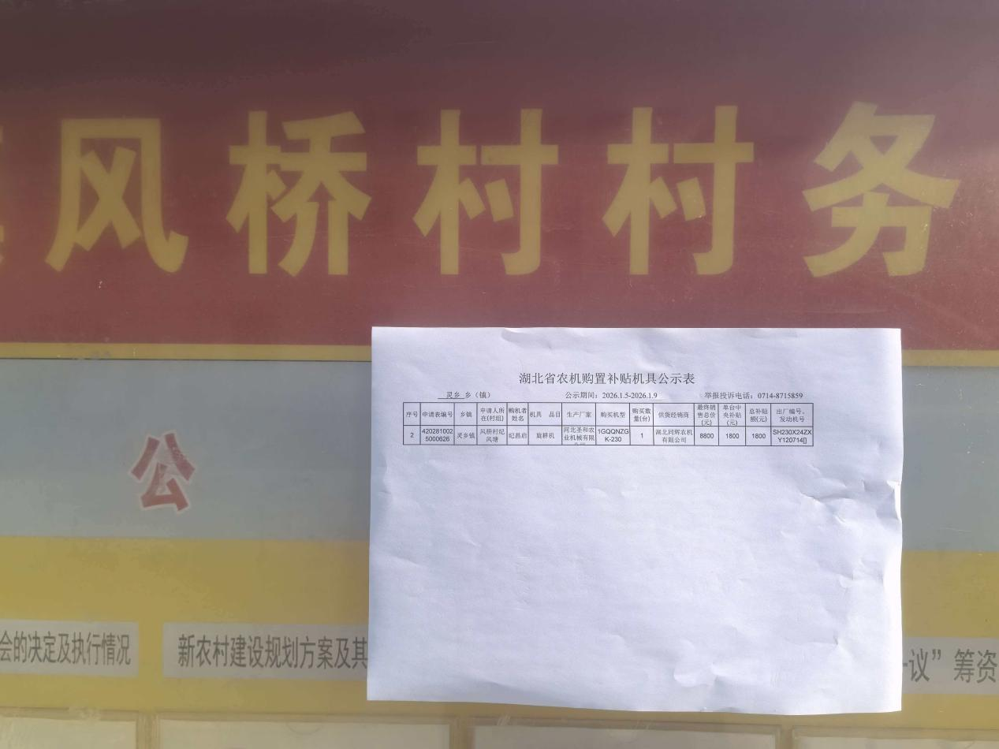 风桥村村务
公
湖北省农机购置补贴机具公示表
灵乡 乡（镇） 公示期间：2026.1.5-2026.1.9 举报投诉电话：0714-8715859
序号 申请表编号 乡镇 申请人所在(村组) 购机者姓名 机具 品目 生产厂家 购买机型 购买数量(台) 供货经销商 最终销售总价(元) 单台中央补贴(元) 总补贴额(元) 出厂编号,发动机号
2 4202810025000626 灵乡镇 风桥村纪风塘 纪昌启 旋耕机 河北圣和农业机械有限 1GQQNZGK-230 1 湖北同辉农机有限公司 8800 1800 1800 SH230X24ZXY120714[]
会的决定及执行情况
新农村建设规划方案及其
议”筹资